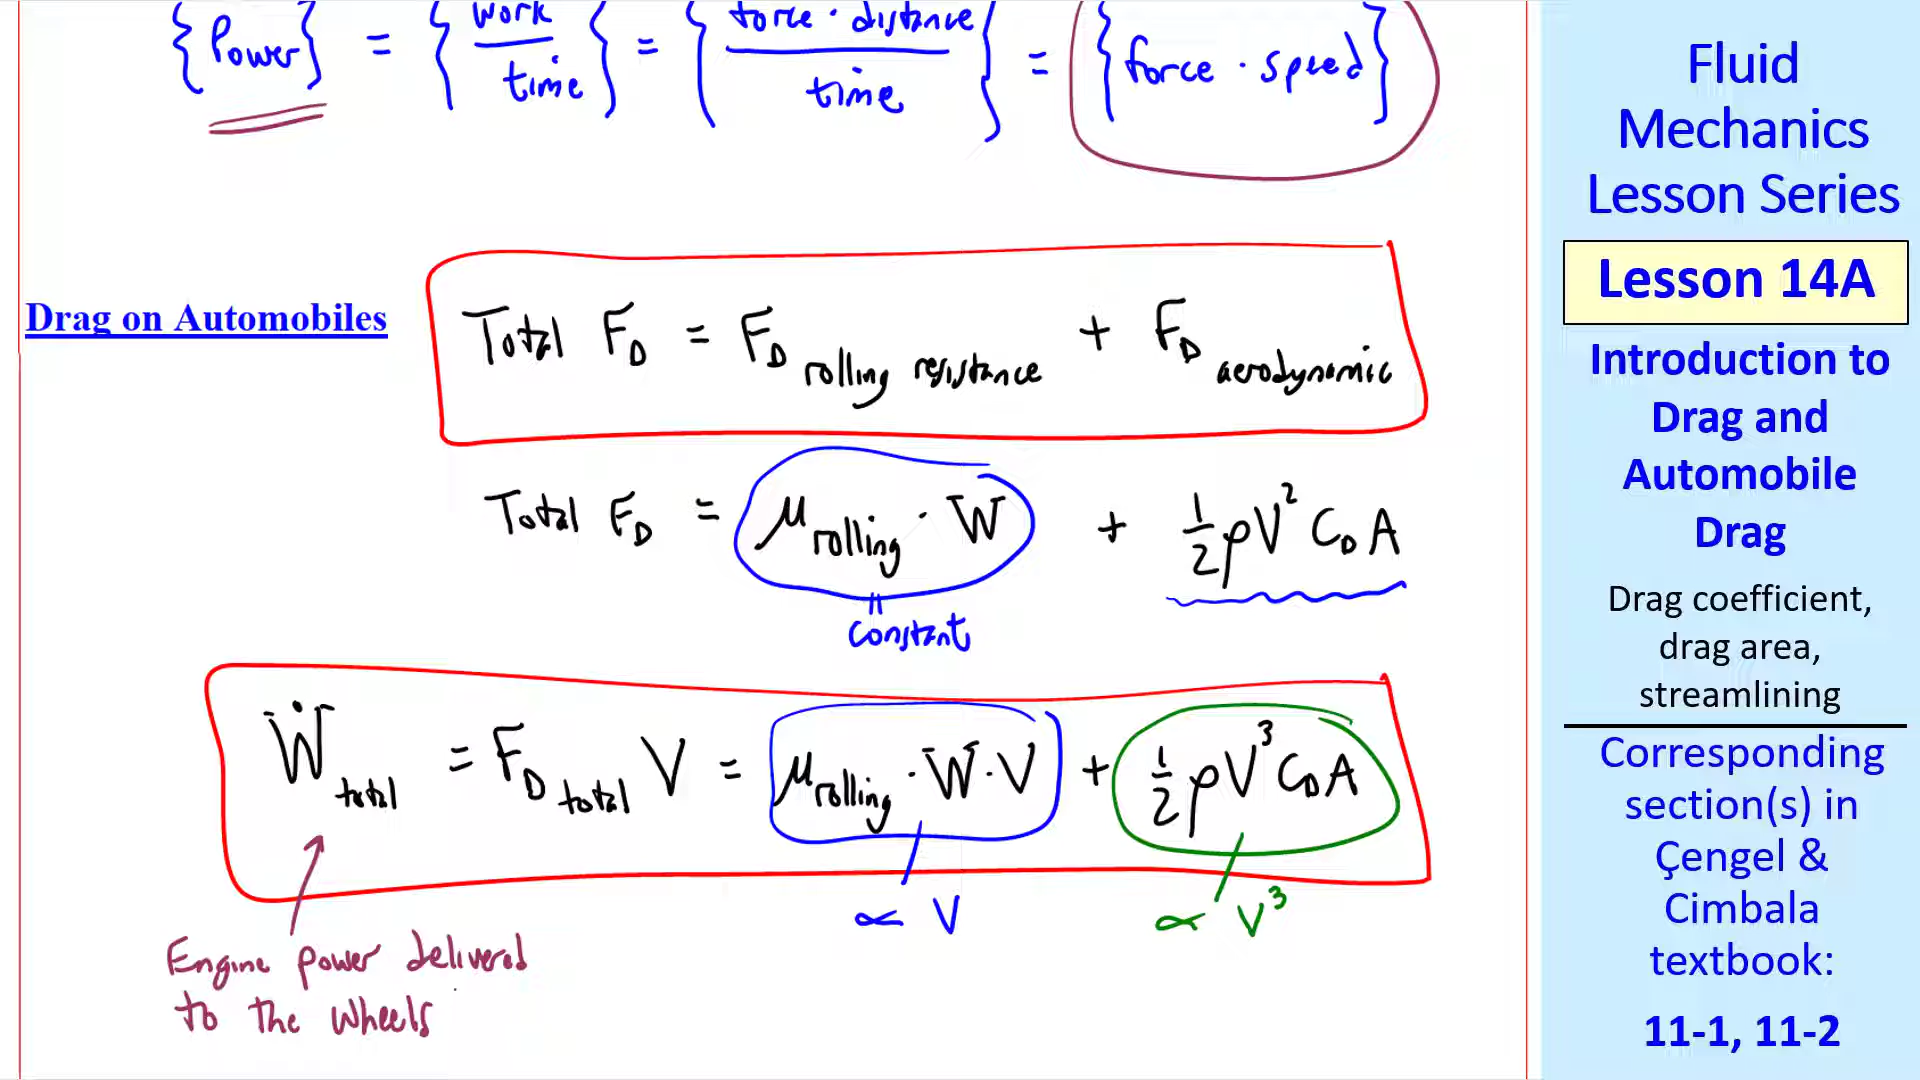 {Power} = {work/time} = {force · distance/time} = {force · speed}
Drag on Automobiles
Total F_D = F_D rolling resistance + F_D aerodynamic
Total F_D = μ_rolling · W + ½ρV² C_D A
constant
Ẇ_total = F_D total V = μ_rolling · W · V + ½ρV³ C_D A
∝ V
∝ V³
Engine power delivered
to the wheels
Fluid
Mechanics
Lesson Series
Lesson 14A
Introduction to
Drag and
Automobile
Drag
Drag coefficient,
drag area,
streamlining
Corresponding
section(s) in
Çengel &
Cimbala
textbook:
11-1, 11-2